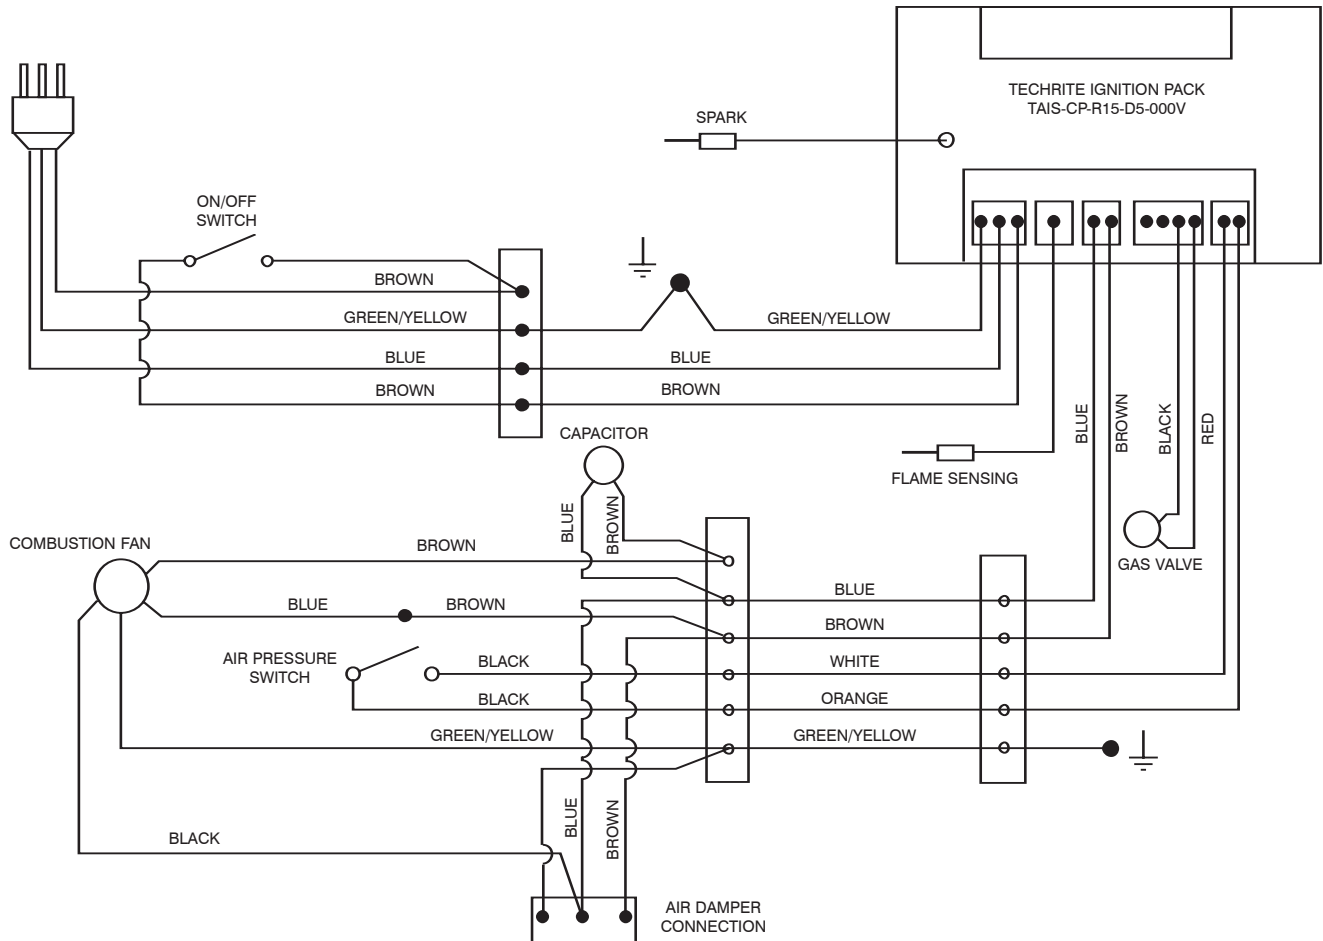 TECHRITE IGNITION PACK
TAIS-CP-R15-D5-000V
SPARK
ON/OFF
SWITCH
BROWN
GREEN/YELLOW
GREEN/YELLOW
BLUE
BLUE
BROWN
BROWN
BLUE
BROWN
BLACK
RED
CAPACITOR
FLAME SENSING
BLUE
BROWN
COMBUSTION FAN
BROWN
GAS VALVE
BLUE
BLUE
BROWN
BROWN
AIR PRESSURE
SWITCH
BLACK
WHITE
BLACK
ORANGE
GREEN/YELLOW
GREEN/YELLOW
BLUE
BROWN
BLACK
AIR DAMPER
CONNECTION